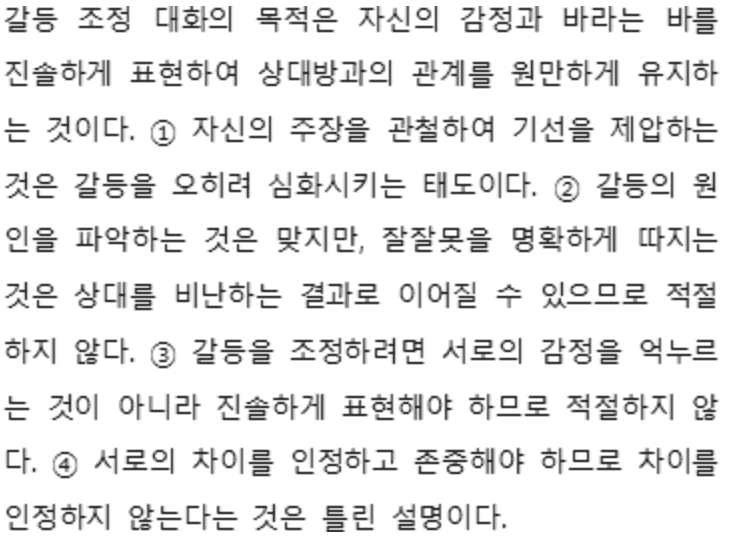 갈등 조정 대화의 목적은 자신의 감정과 바라는 바를
진솔하게 표현하여 상대방과의 관계를 원만하게 유지하
는 것이다. ① 자신의 주장을 관철하여 기선을 제압하는
것은 갈등을 오히려 심화시키는 태도이다. ② 갈등의 원
인을 파악하는 것은 맞지만, 잘잘못을 명확하게 따지는
것은 상대를 비난하는 결과로 이어질 수 있으므로 적절
하지 않다. ③ 갈등을 조정하려면 서로의 감정을 억누르
는 것이 아니라 진솔하게 표현해야 하므로 적절하지 않
다. ④ 서로의 차이를 인정하고 존중해야 하므로 차이를
인정하지 않는다는 것은 틀린 설명이다.